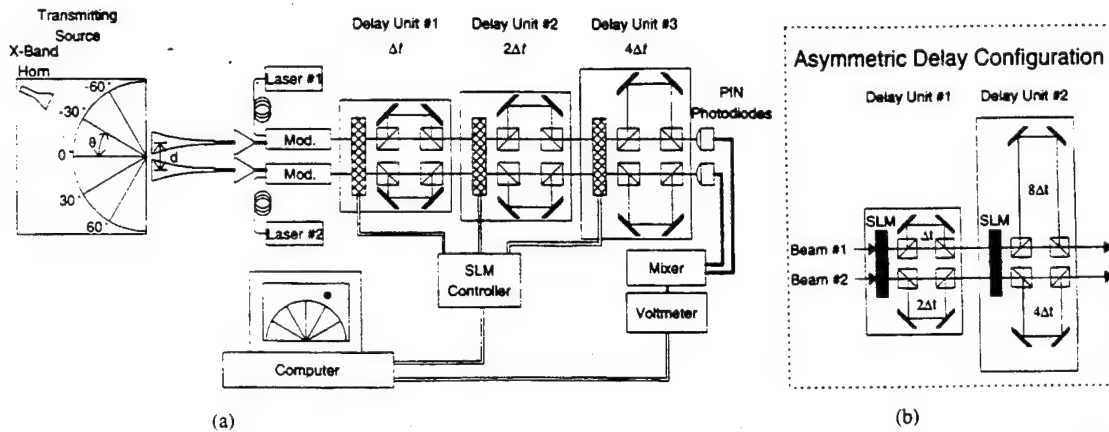 Transmitting
Source
X-Band
Horn
-60°
-30°
θ
0°
30°
60°
d
Laser #1
Mod.
Mod.
Laser #2
Delay Unit #1
Δt
Delay Unit #2
2Δt
Delay Unit #3
4Δt
PIN
Photodiodes
SLM
Controller
Mixer
Voltmeter
Computer
(a)
Asymmetric Delay Configuration
Delay Unit #1
Delay Unit #2
8Δt
SLM
SLM
Δt
Beam #1
Beam #2
2Δt
4Δt
(b)